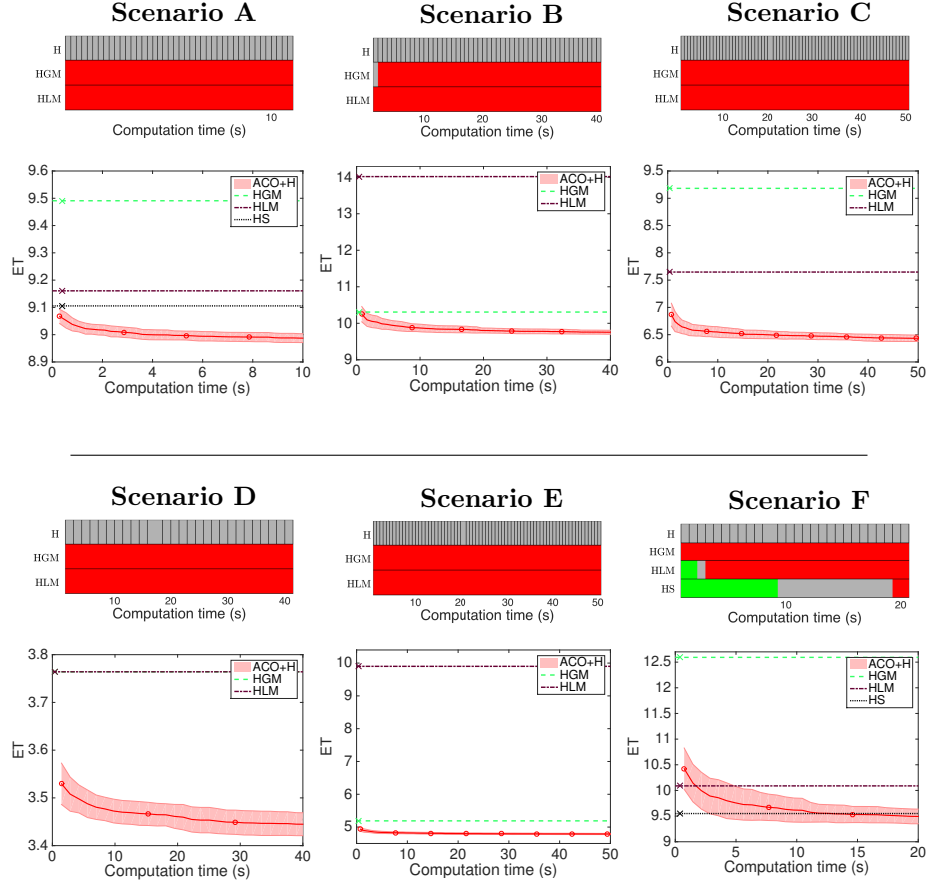 Scenario A
H
HGM
HLM
10
Computation time (s)
9.6
9.5
9.4
9.3
9.2
9.1
9
8.9
ET
0 2 4 6 8 10
Computation time (s)
ACO+H
HGM
HLM
HS
Scenario B
H
HGM
HLM
10 20 30 40
Computation time (s)
14
13
12
11
10
9
ET
0 10 20 30 40
Computation time (s)
ACO+H
HGM
HLM
Scenario C
H
HGM
HLM
10 20 30 40 50
Computation time (s)
9.5
9
8.5
8
7.5
7
6.5
6
ET
0 10 20 30 40 50
Computation time (s)
ACO+H
HGM
HLM
Scenario D
H
HGM
HLM
10 20 30 40
Computation time (s)
3.8
3.7
3.6
3.5
3.4
ET
0 10 20 30 40
Computation time (s)
ACO+H
HGM
HLM
Scenario E
H
HGM
HLM
10 20 30 40 50
Computation time (s)
10
9
8
7
6
5
ET
0 10 20 30 40 50
Computation time (s)
ACO+H
HGM
HLM
Scenario F
H
HGM
HLM
HS
10 20
Computation time (s)
12.5
12
11.5
11
10.5
10
9.5
9
ET
0 5 10 15 20
Computation time (s)
ACO+H
HGM
HLM
HS